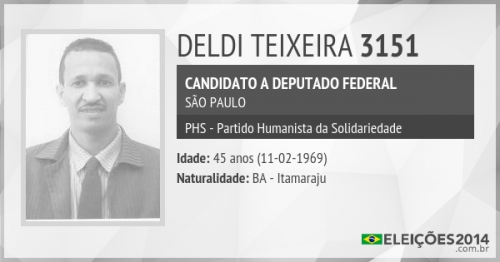 DELDI TEIXEIRA 3151
CANDIDATO A DEPUTADO FEDERAL
SÃO PAULO
PHS - Partido Humanista da Solidariedade
Idade: 45 anos (11-02-1969)
Naturalidade: BA - Itamaraju
ELEIÇÕES2014
.com.br